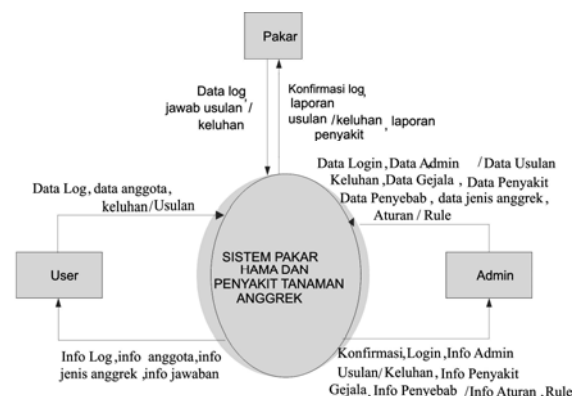 Pakar
Data log,
jawab usulan /
keluhan
Konfirmasi log,
laporan
usulan /keluhan, laporan
penyakit
Data Login,Data Admin / Data Usulan
Keluhan,Data Gejala , Data Penyakit
Data Penyebab , data jenis anggrek,
Aturan / Rule
Data Log, data anggota,
keluhan/Usulan
User
SISTEM PAKAR
HAMA DAN
PENYAKIT TANAMAN
ANGGREK
Admin
Info Log,info anggota,info
jenis anggrek ,info jawaban
Konfirmasi,Login,Info Admin
Usulan/Keluhan, Info Penyakit
Gejala, Info Penyebab /Info Aturan ,Rule